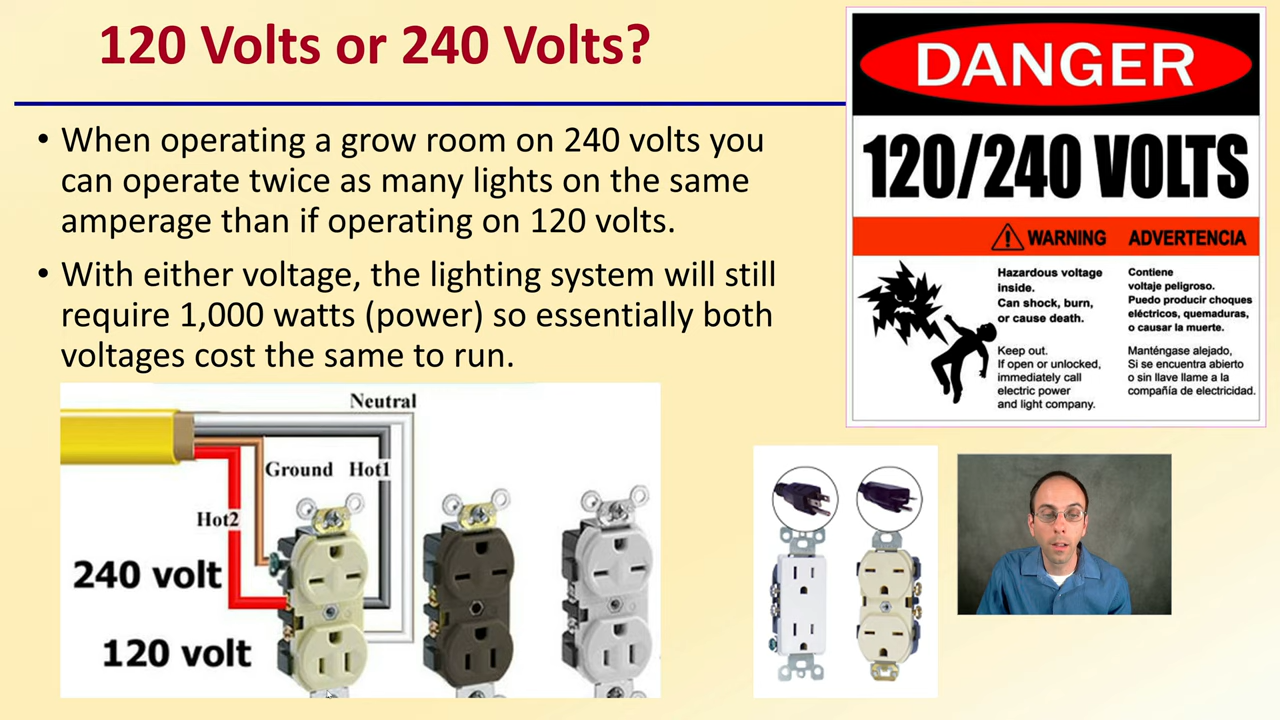 120 Volts or 240 Volts?
• When operating a grow room on 240 volts you
can operate twice as many lights on the same
amperage than if operating on 120 volts.
• With either voltage, the lighting system will still
require 1,000 watts (power) so essentially both
voltages cost the same to run.
Neutral
Ground Hot1
Hot2
240 volt
120 volt
DANGER
120/240 VOLTS
WARNING ADVERTENCIA
Hazardous voltage
inside.
Can shock, burn,
or cause death.
Keep out.
If open or unlocked,
immediately call
electric power
and light company.
Contiene
voltaje peligroso.
Puedo producir choques
eléctricos, quemaduras,
o causar la muerte.
Manténgase alejado,
Si se encuentra abierto
o sin llave llame a la
compañía de electricidad.